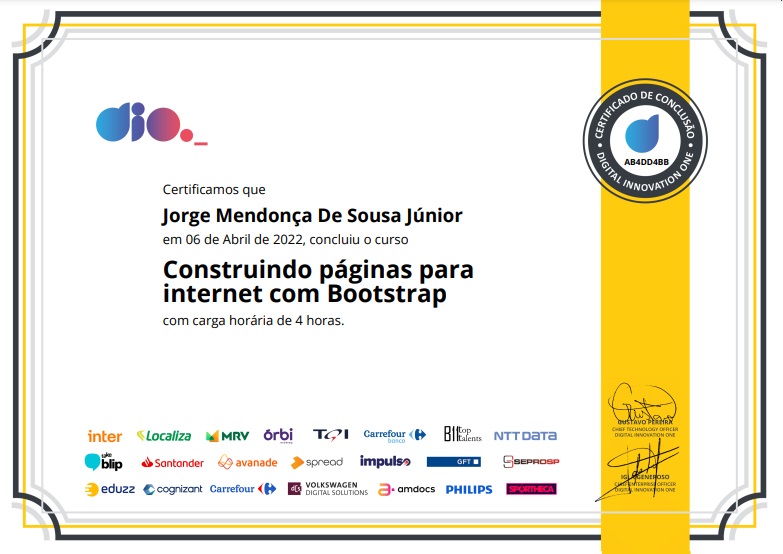 dio._
CERTIFICADO DE CONCLUSÃO
AB4DD4BB
DIGITAL INNOVATION ONE
Certificamos que
Jorge Mendonça De Sousa Júnior
em 06 de Abril de 2022, concluiu o curso
Construindo páginas para
internet com Bootstrap
com carga horária de 4 horas.
GUSTAVO PEREIRA
CHIEF TECHNOLOGY OFFICER
DIGITAL INNOVATION ONE
inter Localiza MRV órbi TQI Carrefour banco top talents NTT DATA
take blip Santander avanade spread impulso GFT SEPROSP
IGLÁ GENEROSO
CHIEF ENTERPRISE OFFICER
DIGITAL INNOVATION ONE
eduzz cognizant Carrefour VOLKSWAGEN DIGITAL SOLUTIONS amdocs PHILIPS SPORTHECA